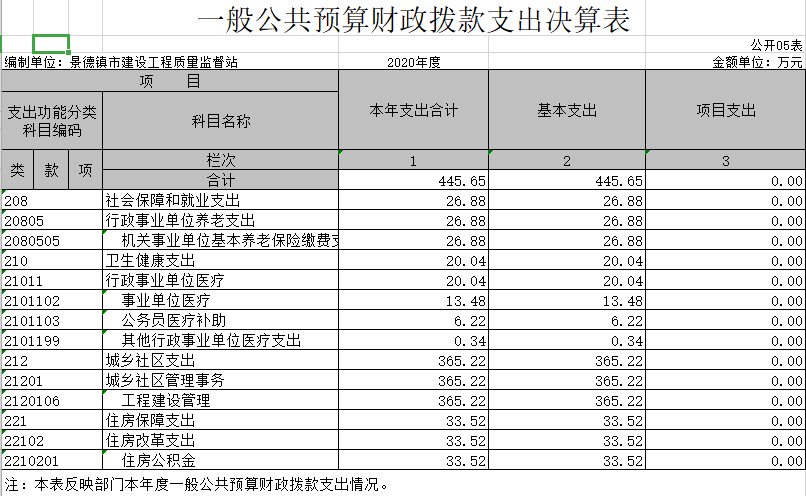 一般公共预算财政拨款支出决算表
公开05表
编制单位：景德镇市建设工程质量监督站 2020年度 金额单位：万元
项 目 本年支出合计 基本支出 项目支出
支出功能分类科目编码 科目名称
类 款 项 栏次 1 2 3
合计 445.65 445.65 0.00
208 社会保障和就业支出 26.88 26.88 0.00
20805 行政事业单位养老支出 26.88 26.88 0.00
2080505 机关事业单位基本养老保险缴费支 26.88 26.88 0.00
210 卫生健康支出 20.04 20.04 0.00
21011 行政事业单位医疗 20.04 20.04 0.00
2101102 事业单位医疗 13.48 13.48 0.00
2101103 公务员医疗补助 6.22 6.22 0.00
2101199 其他行政事业单位医疗支出 0.34 0.34 0.00
212 城乡社区支出 365.22 365.22 0.00
21201 城乡社区管理事务 365.22 365.22 0.00
2120106 工程建设管理 365.22 365.22 0.00
221 住房保障支出 33.52 33.52 0.00
22102 住房改革支出 33.52 33.52 0.00
2210201 住房公积金 33.52 33.52 0.00
注：本表反映部门本年度一般公共预算财政拨款支出情况。